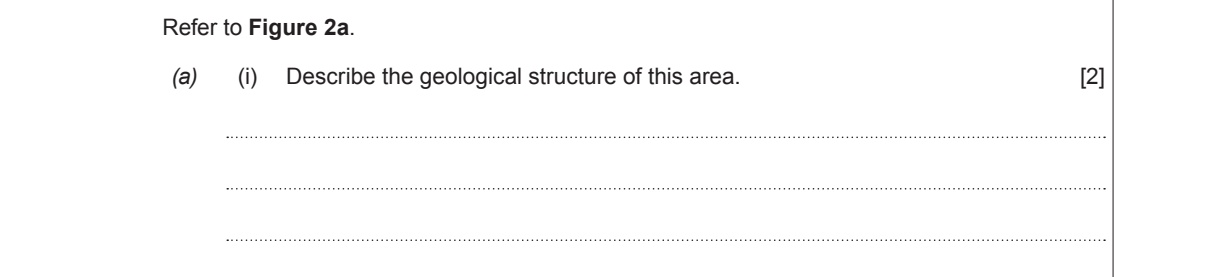 Refer to Figure 2a.
(a) (i) Describe the geological structure of this area. [2]